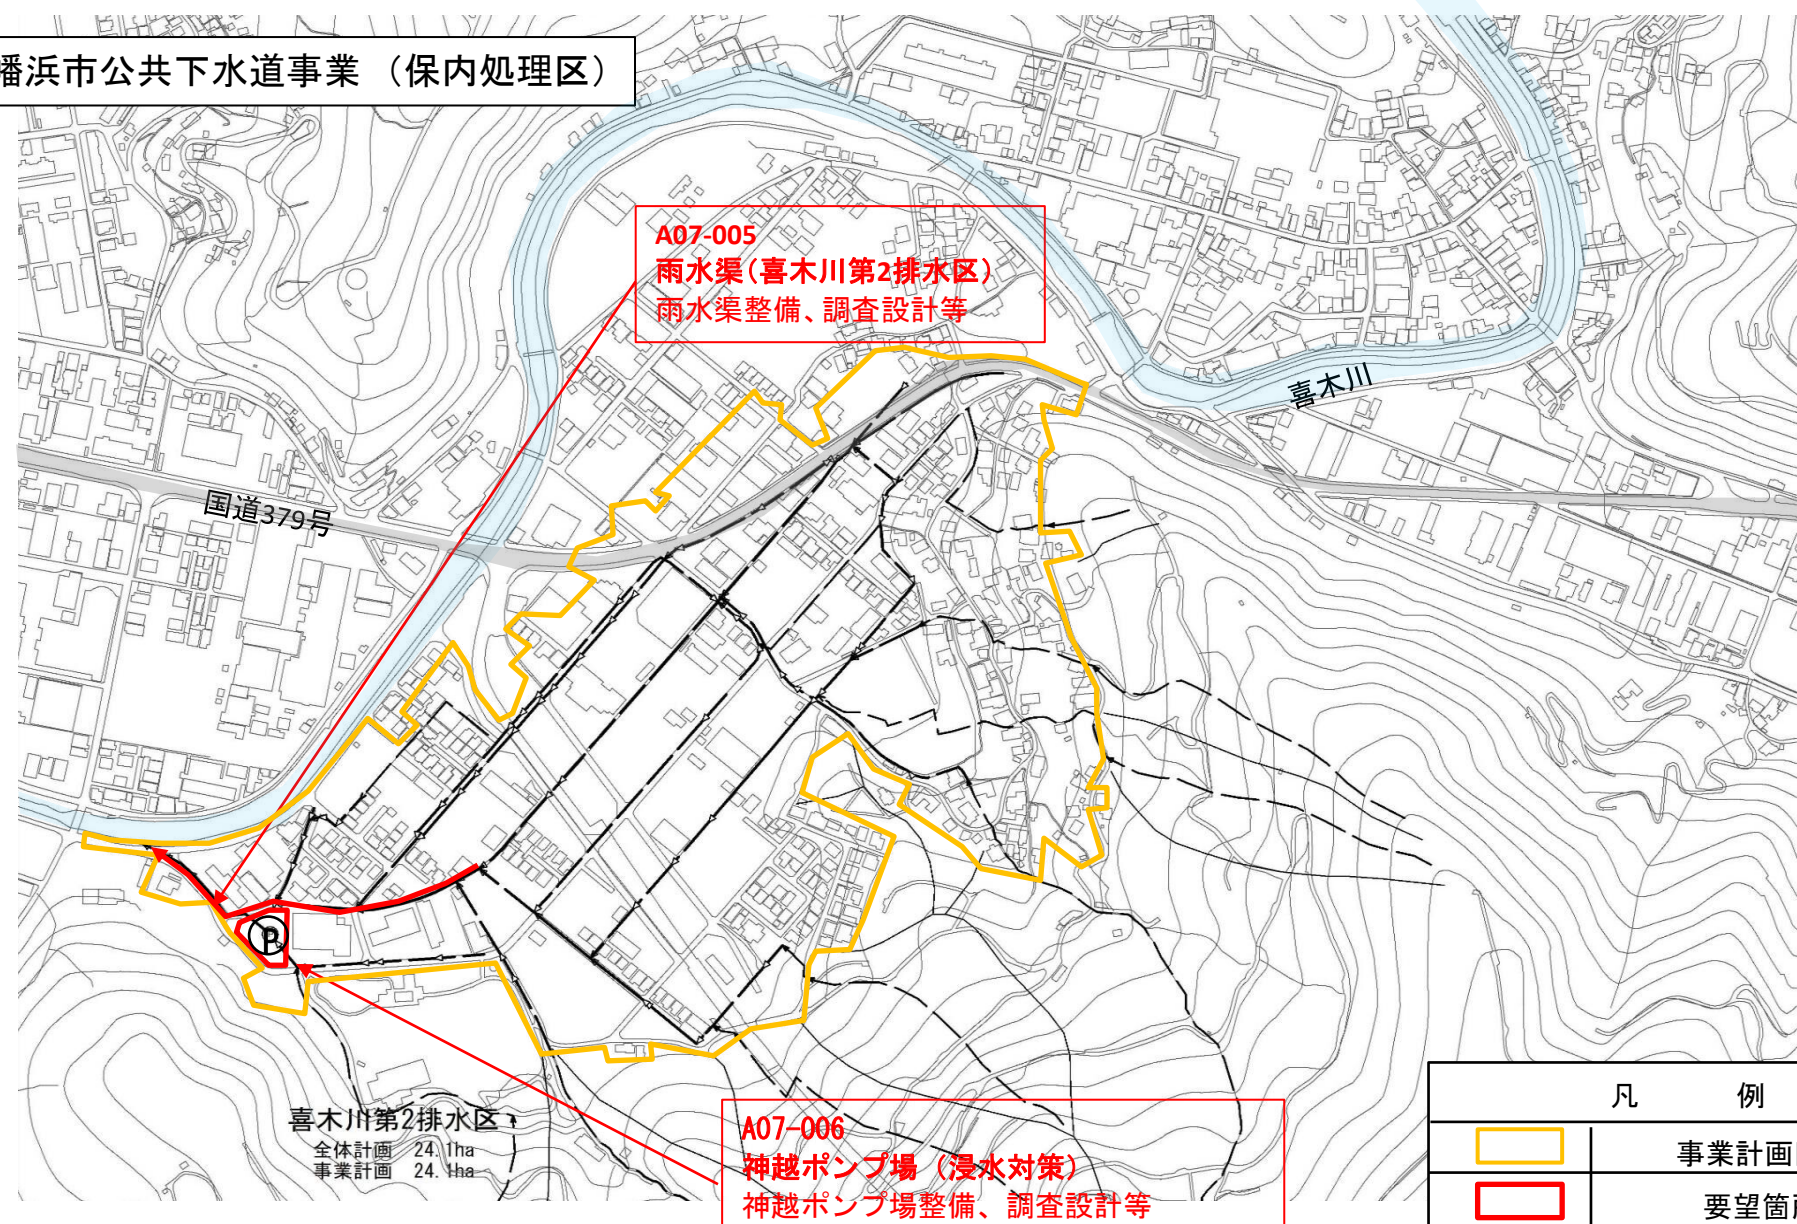 幡浜市公共下水道事業 （保内処理区）
A07-005
雨水渠（喜木川第2排水区）
雨水渠整備、調査設計等
喜木川
国道379号
P
喜木川第2排水区
全体計画 24.1ha
事業計画 24.1ha
A07-006
神越ポンプ場（浸水対策）
神越ポンプ場整備、調査設計等
凡 例
事業計画
要望箇所